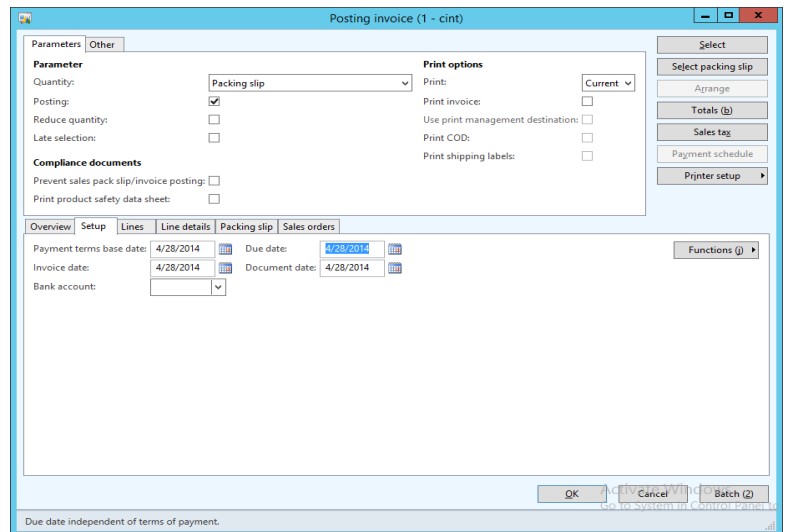 Posting invoice (1 - cint)
Parameters Other
Parameter
Quantity: Packing slip
Posting:
Reduce quantity:
Late selection:
Compliance documents
Prevent sales pack slip/invoice posting:
Print product safety data sheet:
Print options
Print: Current
Print invoice:
Use print management destination:
Print COD:
Print shipping labels:
Select
Select packing slip
Arrange
Totals (b)
Sales tax
Payment schedule
Printer setup
Overview Setup Lines Line details Packing slip Sales orders
Payment terms base date: 4/28/2014 Due date: 4/28/2014
Invoice date: 4/28/2014 Document date: 4/28/2014
Bank account:
Functions (j)
OK Cancel Batch (2)
Activate Windows
Go to System in Control Panel to
Due date independent of terms of payment.